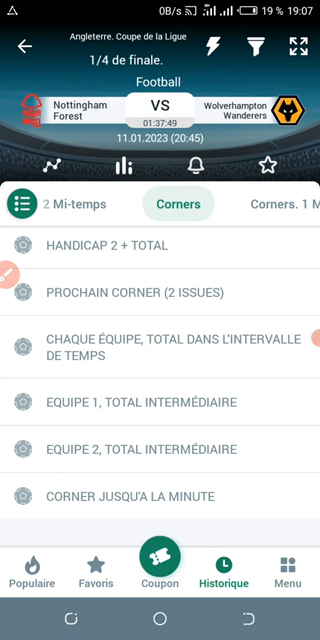 0B/s 19 % 19:07
Angleterre. Coupe de la Ligue
1/4 de finale.
Football
Nottingham
Forest
VS
01:37:49
Wolverhampton
Wanderers
11.01.2023 (20:45)
2 Mi-temps Corners Corners. 1 M
HANDICAP 2 + TOTAL
PROCHAIN CORNER (2 ISSUES)
CHAQUE ÉQUIPE, TOTAL DANS L'INTERVALLE
DE TEMPS
EQUIPE 1, TOTAL INTERMÉDIAIRE
EQUIPE 2, TOTAL INTERMÉDIAIRE
CORNER JUSQU'A LA MINUTE
Populaire Favoris Coupon Historique Menu